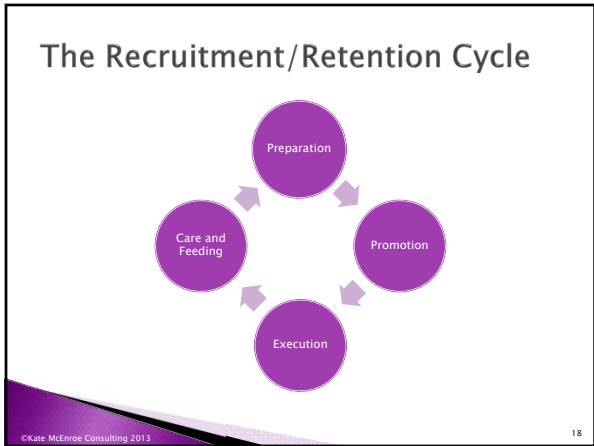 The Recruitment/Retention Cycle
Preparation
Promotion
Execution
Care and
Feeding
©Kate McEnroe Consulting 2013
18